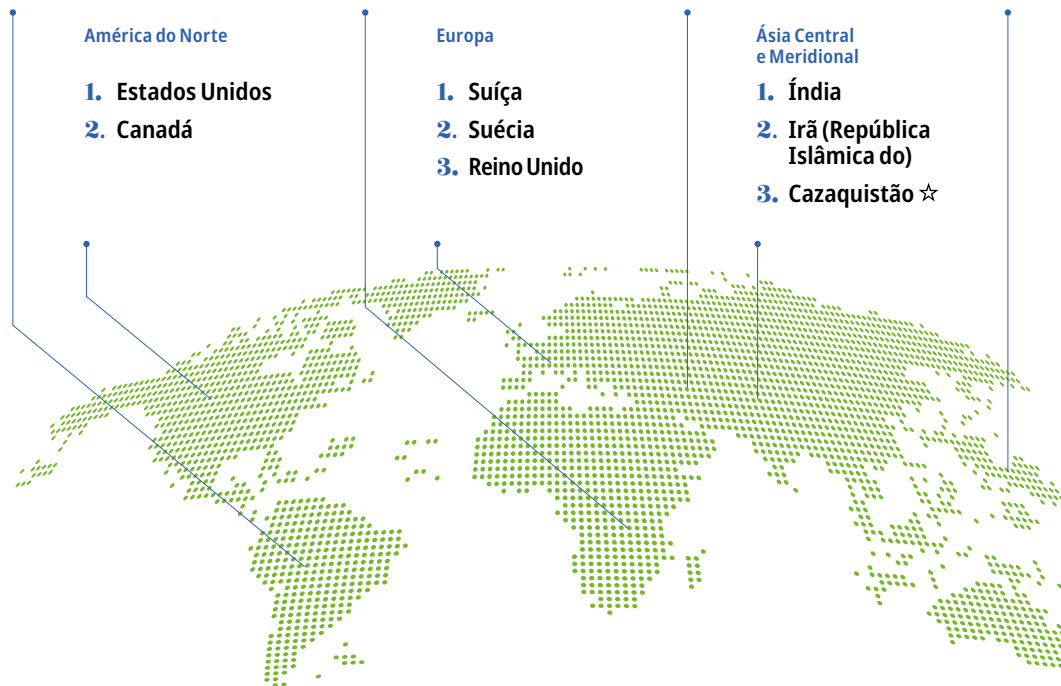 América do Norte
1. Estados Unidos
2. Canadá
Europa
1. Suíça
2. Suécia
3. Reino Unido
Ásia Central
e Meridional
1. Índia
2. Irã (República
Islâmica do)
3. Cazaquistão ☆